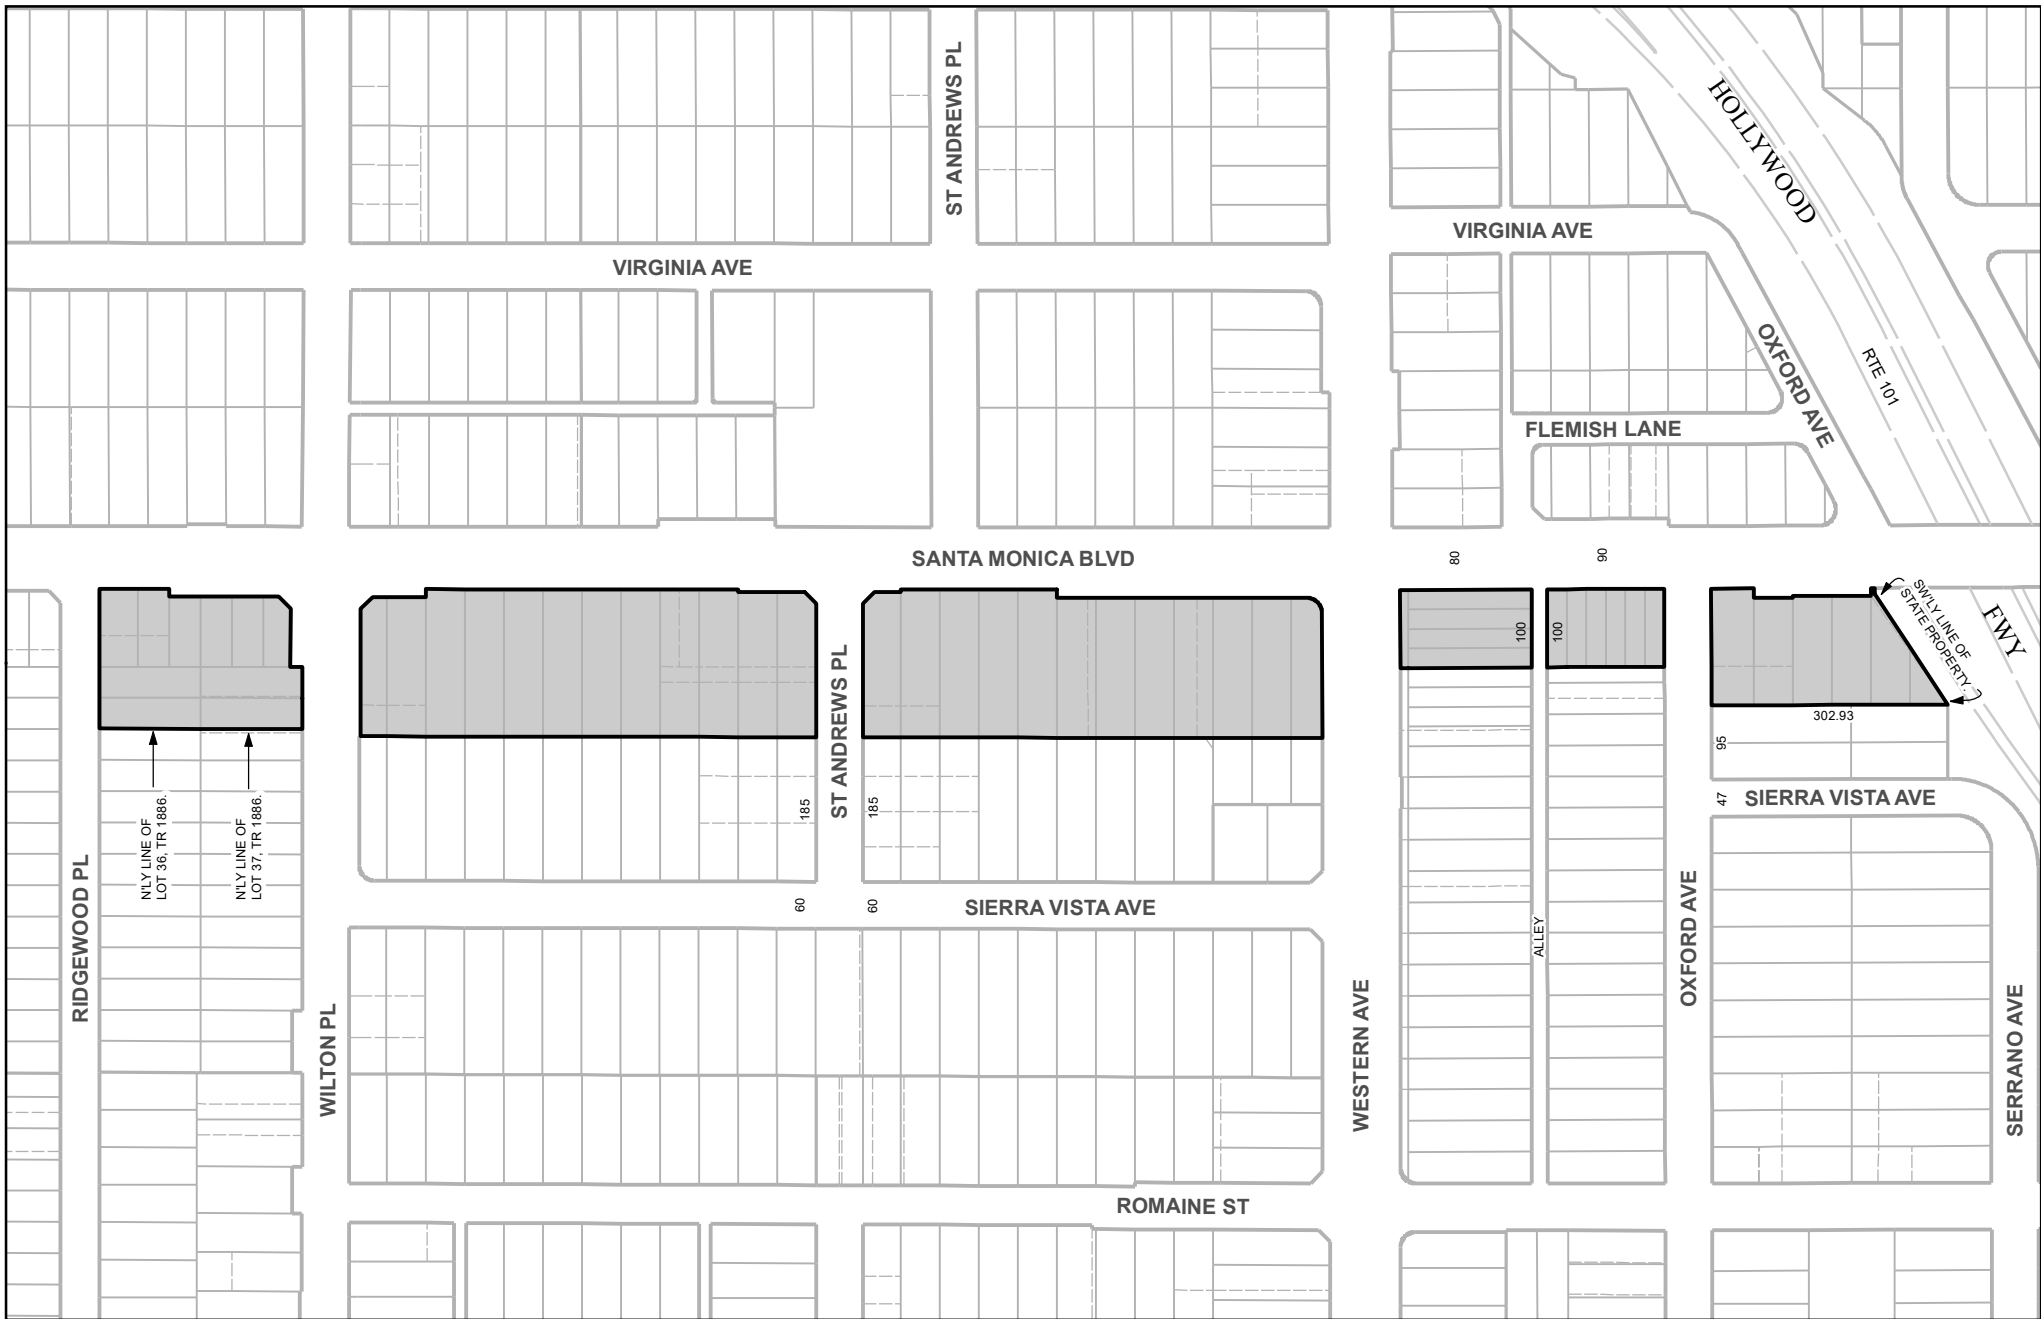 ST ANDREWS PL
HOLLYWOOD
VIRGINIA AVE
VIRGINIA AVE
OXFORD AVE
RTE 101
FLEMISH LANE
SANTA MONICA BLVD
80
90
SW'LY LINE OF
STATE PROPERTY.
FWY
100
100
ST ANDREWS PL
302.93
95
47
SIERRA VISTA AVE
185
185
N'LY LINE OF
LOT 36, TR 1886.
N'LY LINE OF
LOT 37, TR 1886.
RIDGEWOOD PL
60
60
SIERRA VISTA AVE
ALLEY
OXFORD AVE
WILTON PL
WESTERN AVE
SERRANO AVE
ROMAINE ST